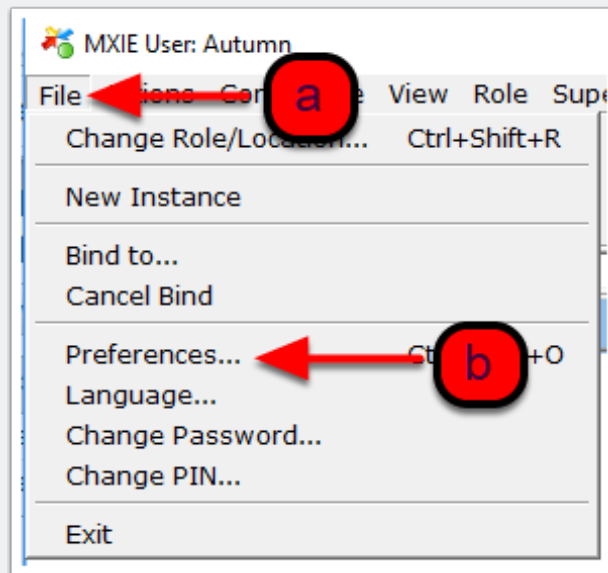 MXIE User: Autumn
File View Role
a
Change Role/Location... Ctrl+Shift+R
New Instance
Bind to...
Cancel Bind
Preferences... b +O
Language...
Change Password...
Change PIN...
Exit